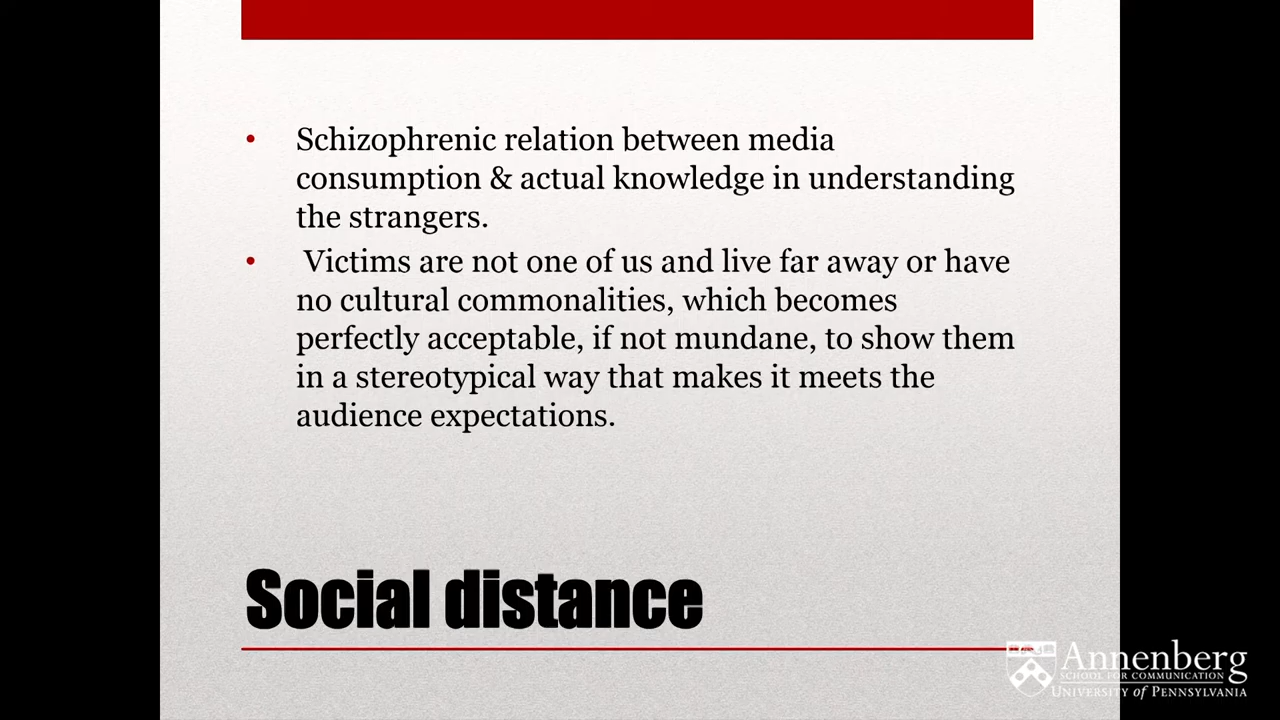 • Schizophrenic relation between media
consumption & actual knowledge in understanding
the strangers.
• Victims are not one of us and live far away or have
no cultural commonalities, which becomes
perfectly acceptable, if not mundane, to show them
in a stereotypical way that makes it meets the
audience expectations.
Social distance
Annenberg
SCHOOL FOR COMMUNICATION
UNIVERSITY of PENNSYLVANIA